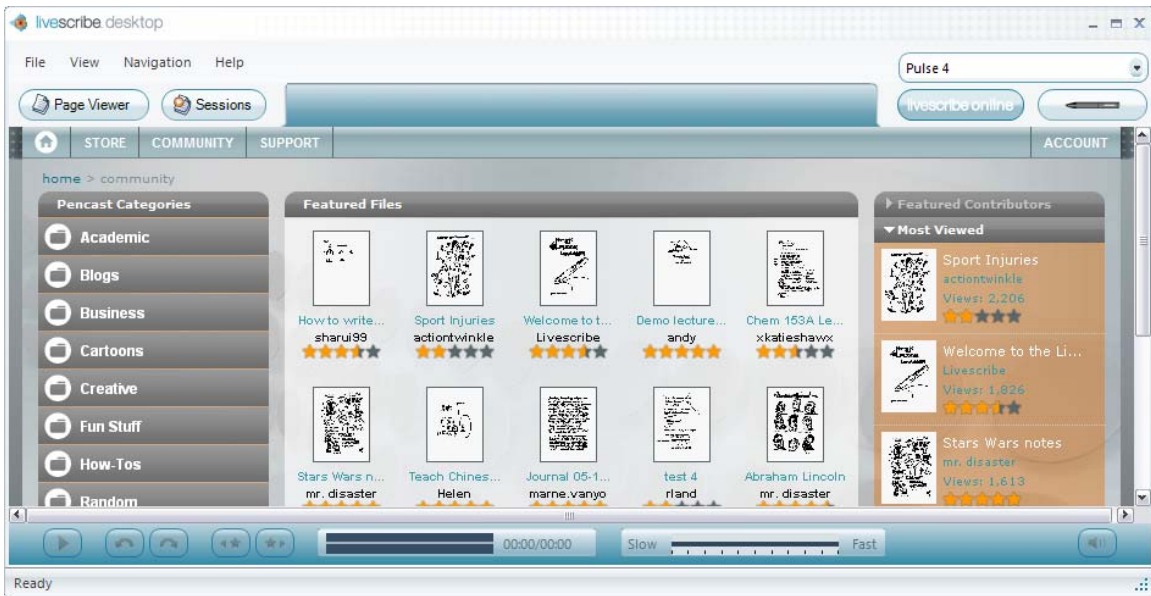 livescribe desktop
File View Navigation Help
Pulse 4
Page Viewer Sessions
livescribe online
STORE COMMUNITY SUPPORT ACCOUNT
home > community
Pencast Categories
Academic
Blogs
Business
Cartoons
Creative
Fun Stuff
How-Tos
Random
Featured Files
How to write... Sport Injuries Welcome to t... Demo lecture... Chem 153A Le...
sharui99 actiontwinkle Livescribe andy xkatieshawx
Stars Wars n... Teach Chines... Journal 05-1... test 4 Abraham Lincoln
mr. disaster Helen marne.vanyo rland mr. disaster
Featured Contributors
Most Viewed
Sport Injuries
actiontwinkle
Views: 2,206
Welcome to the Li...
Livescribe
Views: 1,826
Stars Wars notes
mr. disaster
Views: 1,613
00:00/00:00 Slow Fast
Ready